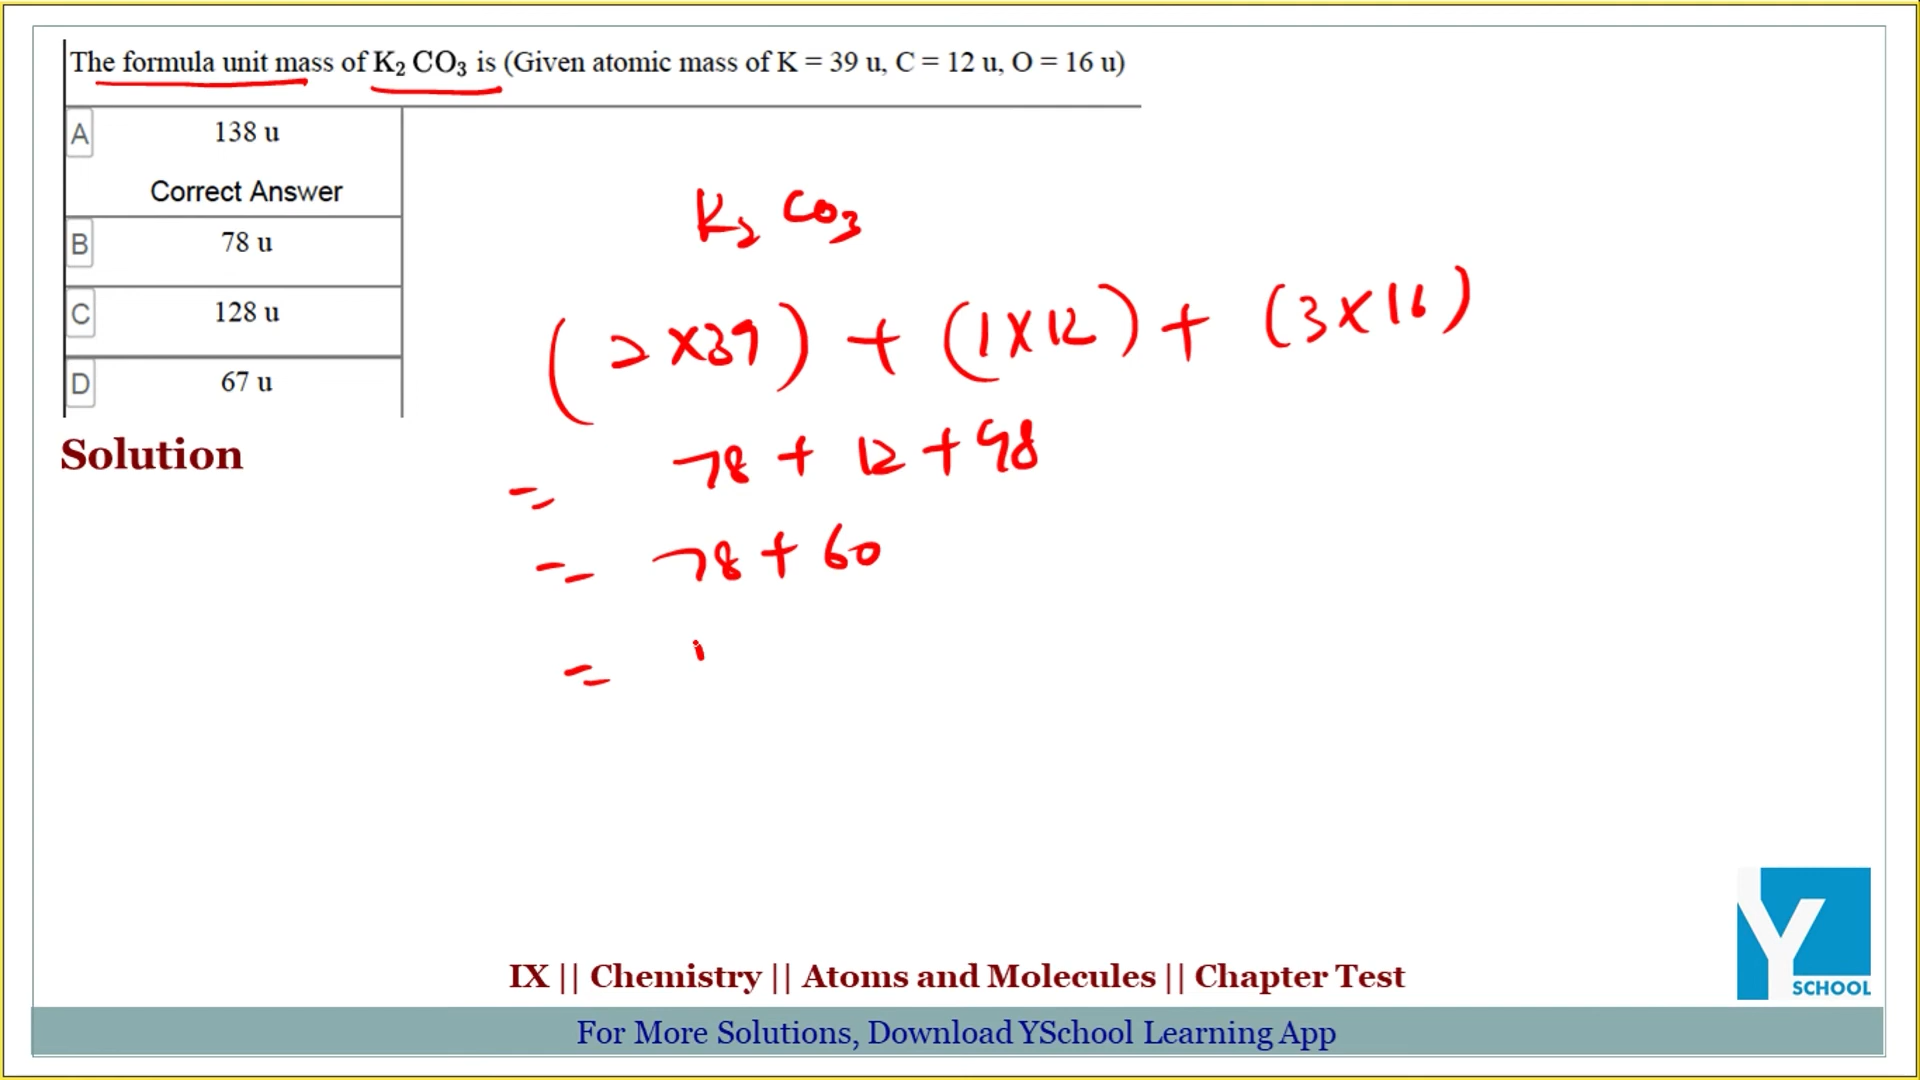 The formula unit mass of K₂ CO₃ is (Given atomic mass of K = 39 u, C = 12 u, O = 16 u)
A 138 u
Correct Answer
B 78 u
C 128 u
D 67 u
Solution
K₂ CO₃
(2 × 39) + (1 × 12) + (3 × 16)
= 78 + 12 + 48
= 78 + 60
=
Y
SCHOOL
IX || Chemistry || Atoms and Molecules || Chapter Test
For More Solutions, Download YSchool Learning App